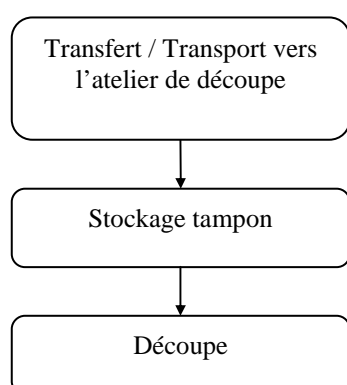 Transfert / Transport vers
l’atelier de découpe
Stockage tampon
Découpe